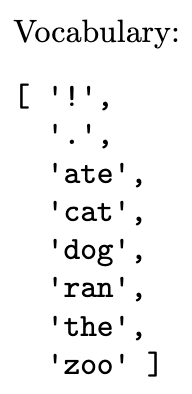 Vocabulary:
[ '!',
'.',
'ate',
'cat',
'dog',
'ran',
'the',
'zoo' ]